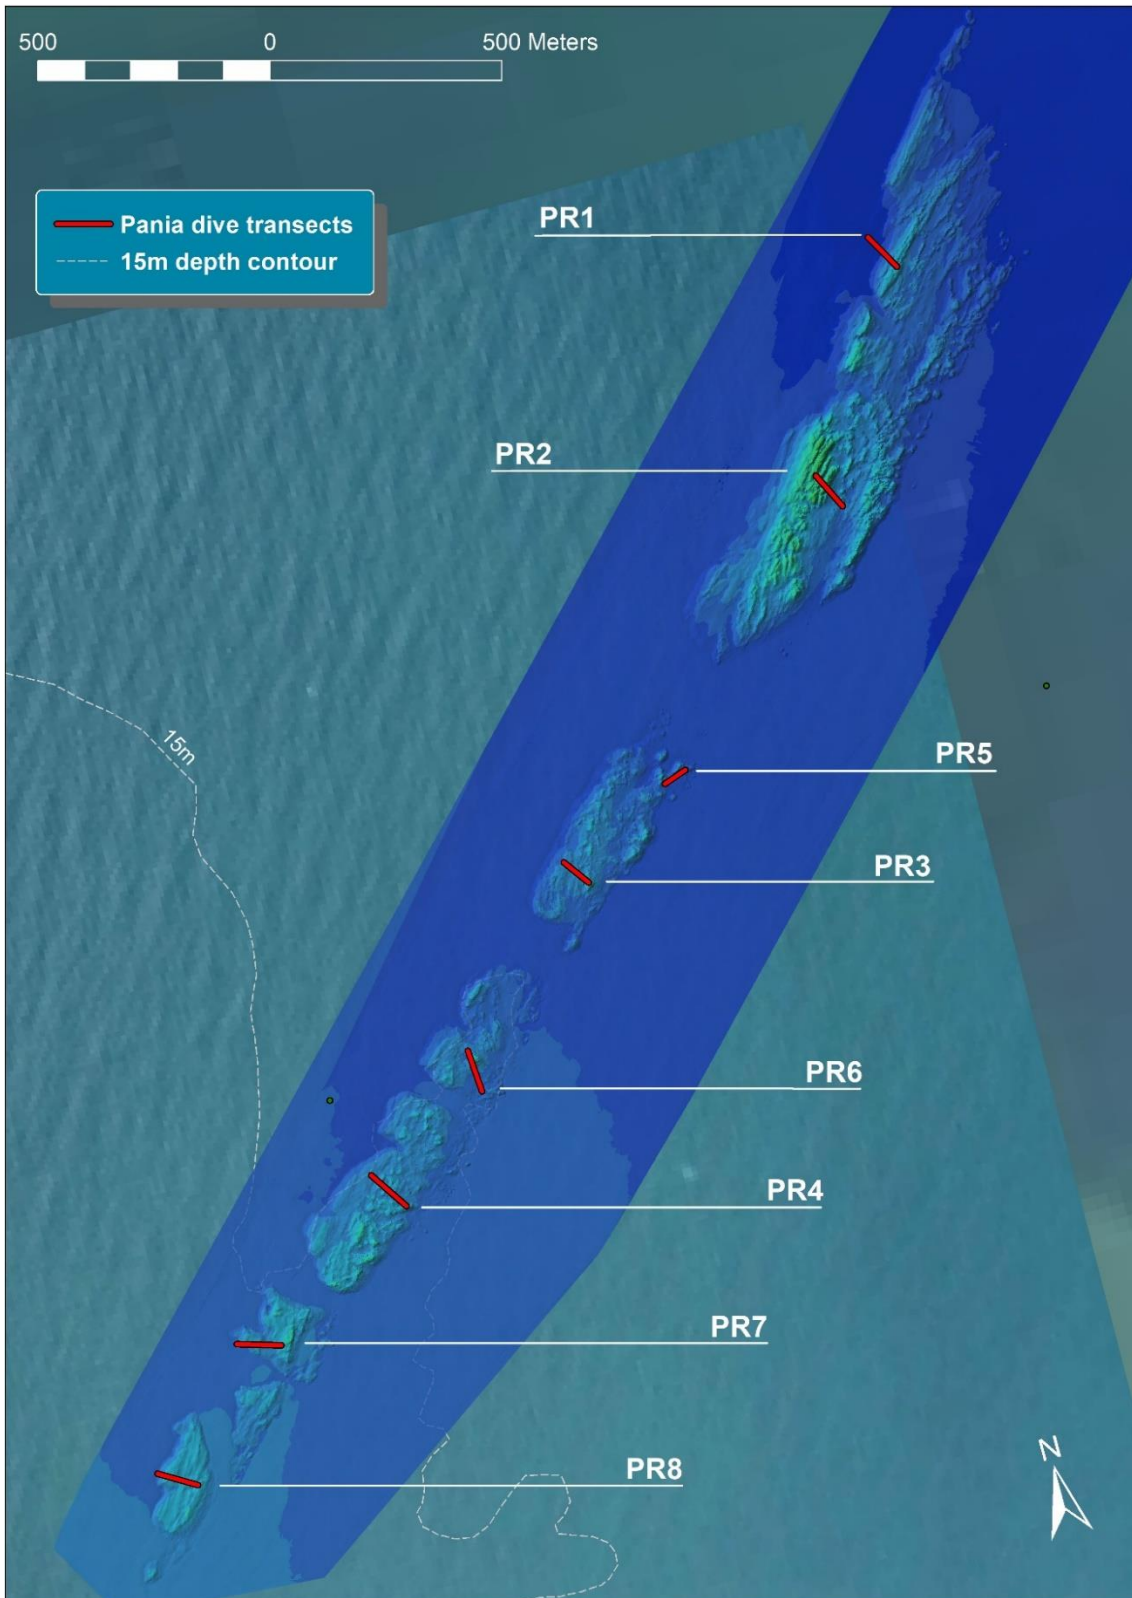 500 0 500 Meters
Pania dive transects
15m depth contour
PR1
PR2
15m
PR5
PR3
PR6
PR4
PR7
PR8
N